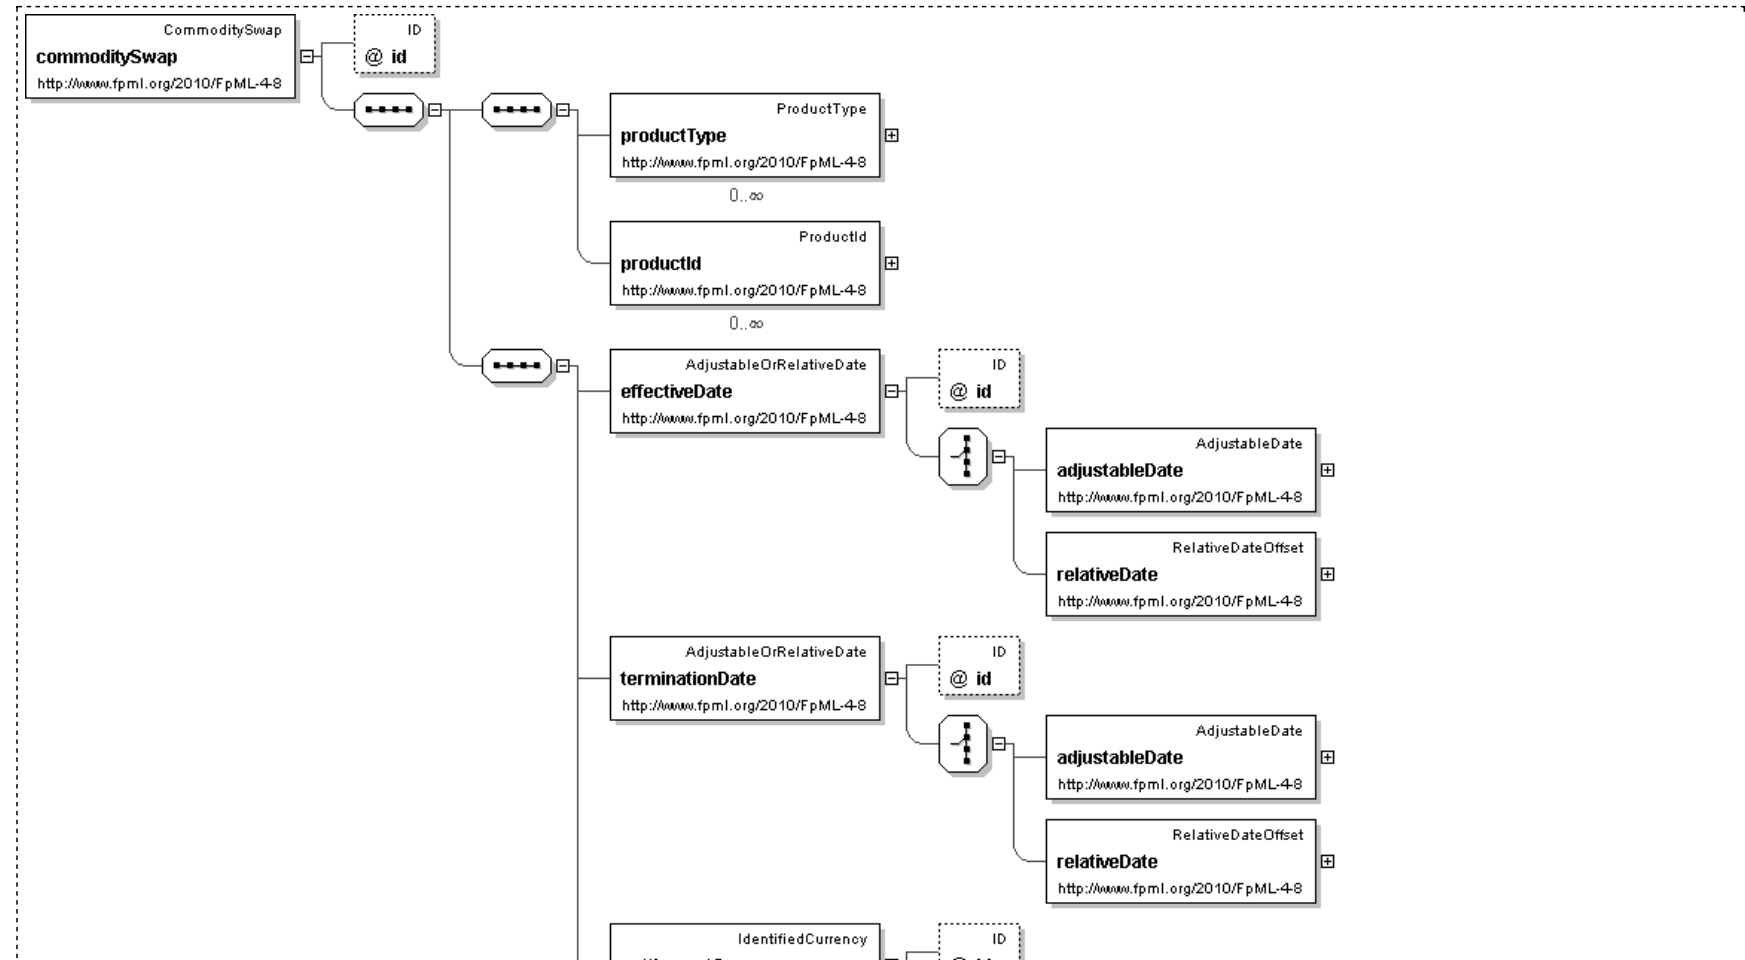 CommoditySwap
commoditySwap
http://www.fpml.org/2010/FpML-4-8
ID
@ id
ProductType
productType
http://www.fpml.org/2010/FpML-4-8
0..∞
ProductId
productId
http://www.fpml.org/2010/FpML-4-8
0..∞
AdjustableOrRelativeDate
effectiveDate
http://www.fpml.org/2010/FpML-4-8
ID
@ id
AdjustableDate
adjustableDate
http://www.fpml.org/2010/FpML-4-8
RelativeDateOffset
relativeDate
http://www.fpml.org/2010/FpML-4-8
AdjustableOrRelativeDate
terminationDate
http://www.fpml.org/2010/FpML-4-8
ID
@ id
AdjustableDate
adjustableDate
http://www.fpml.org/2010/FpML-4-8
RelativeDateOffset
relativeDate
http://www.fpml.org/2010/FpML-4-8
IdentifiedCurrency
ID